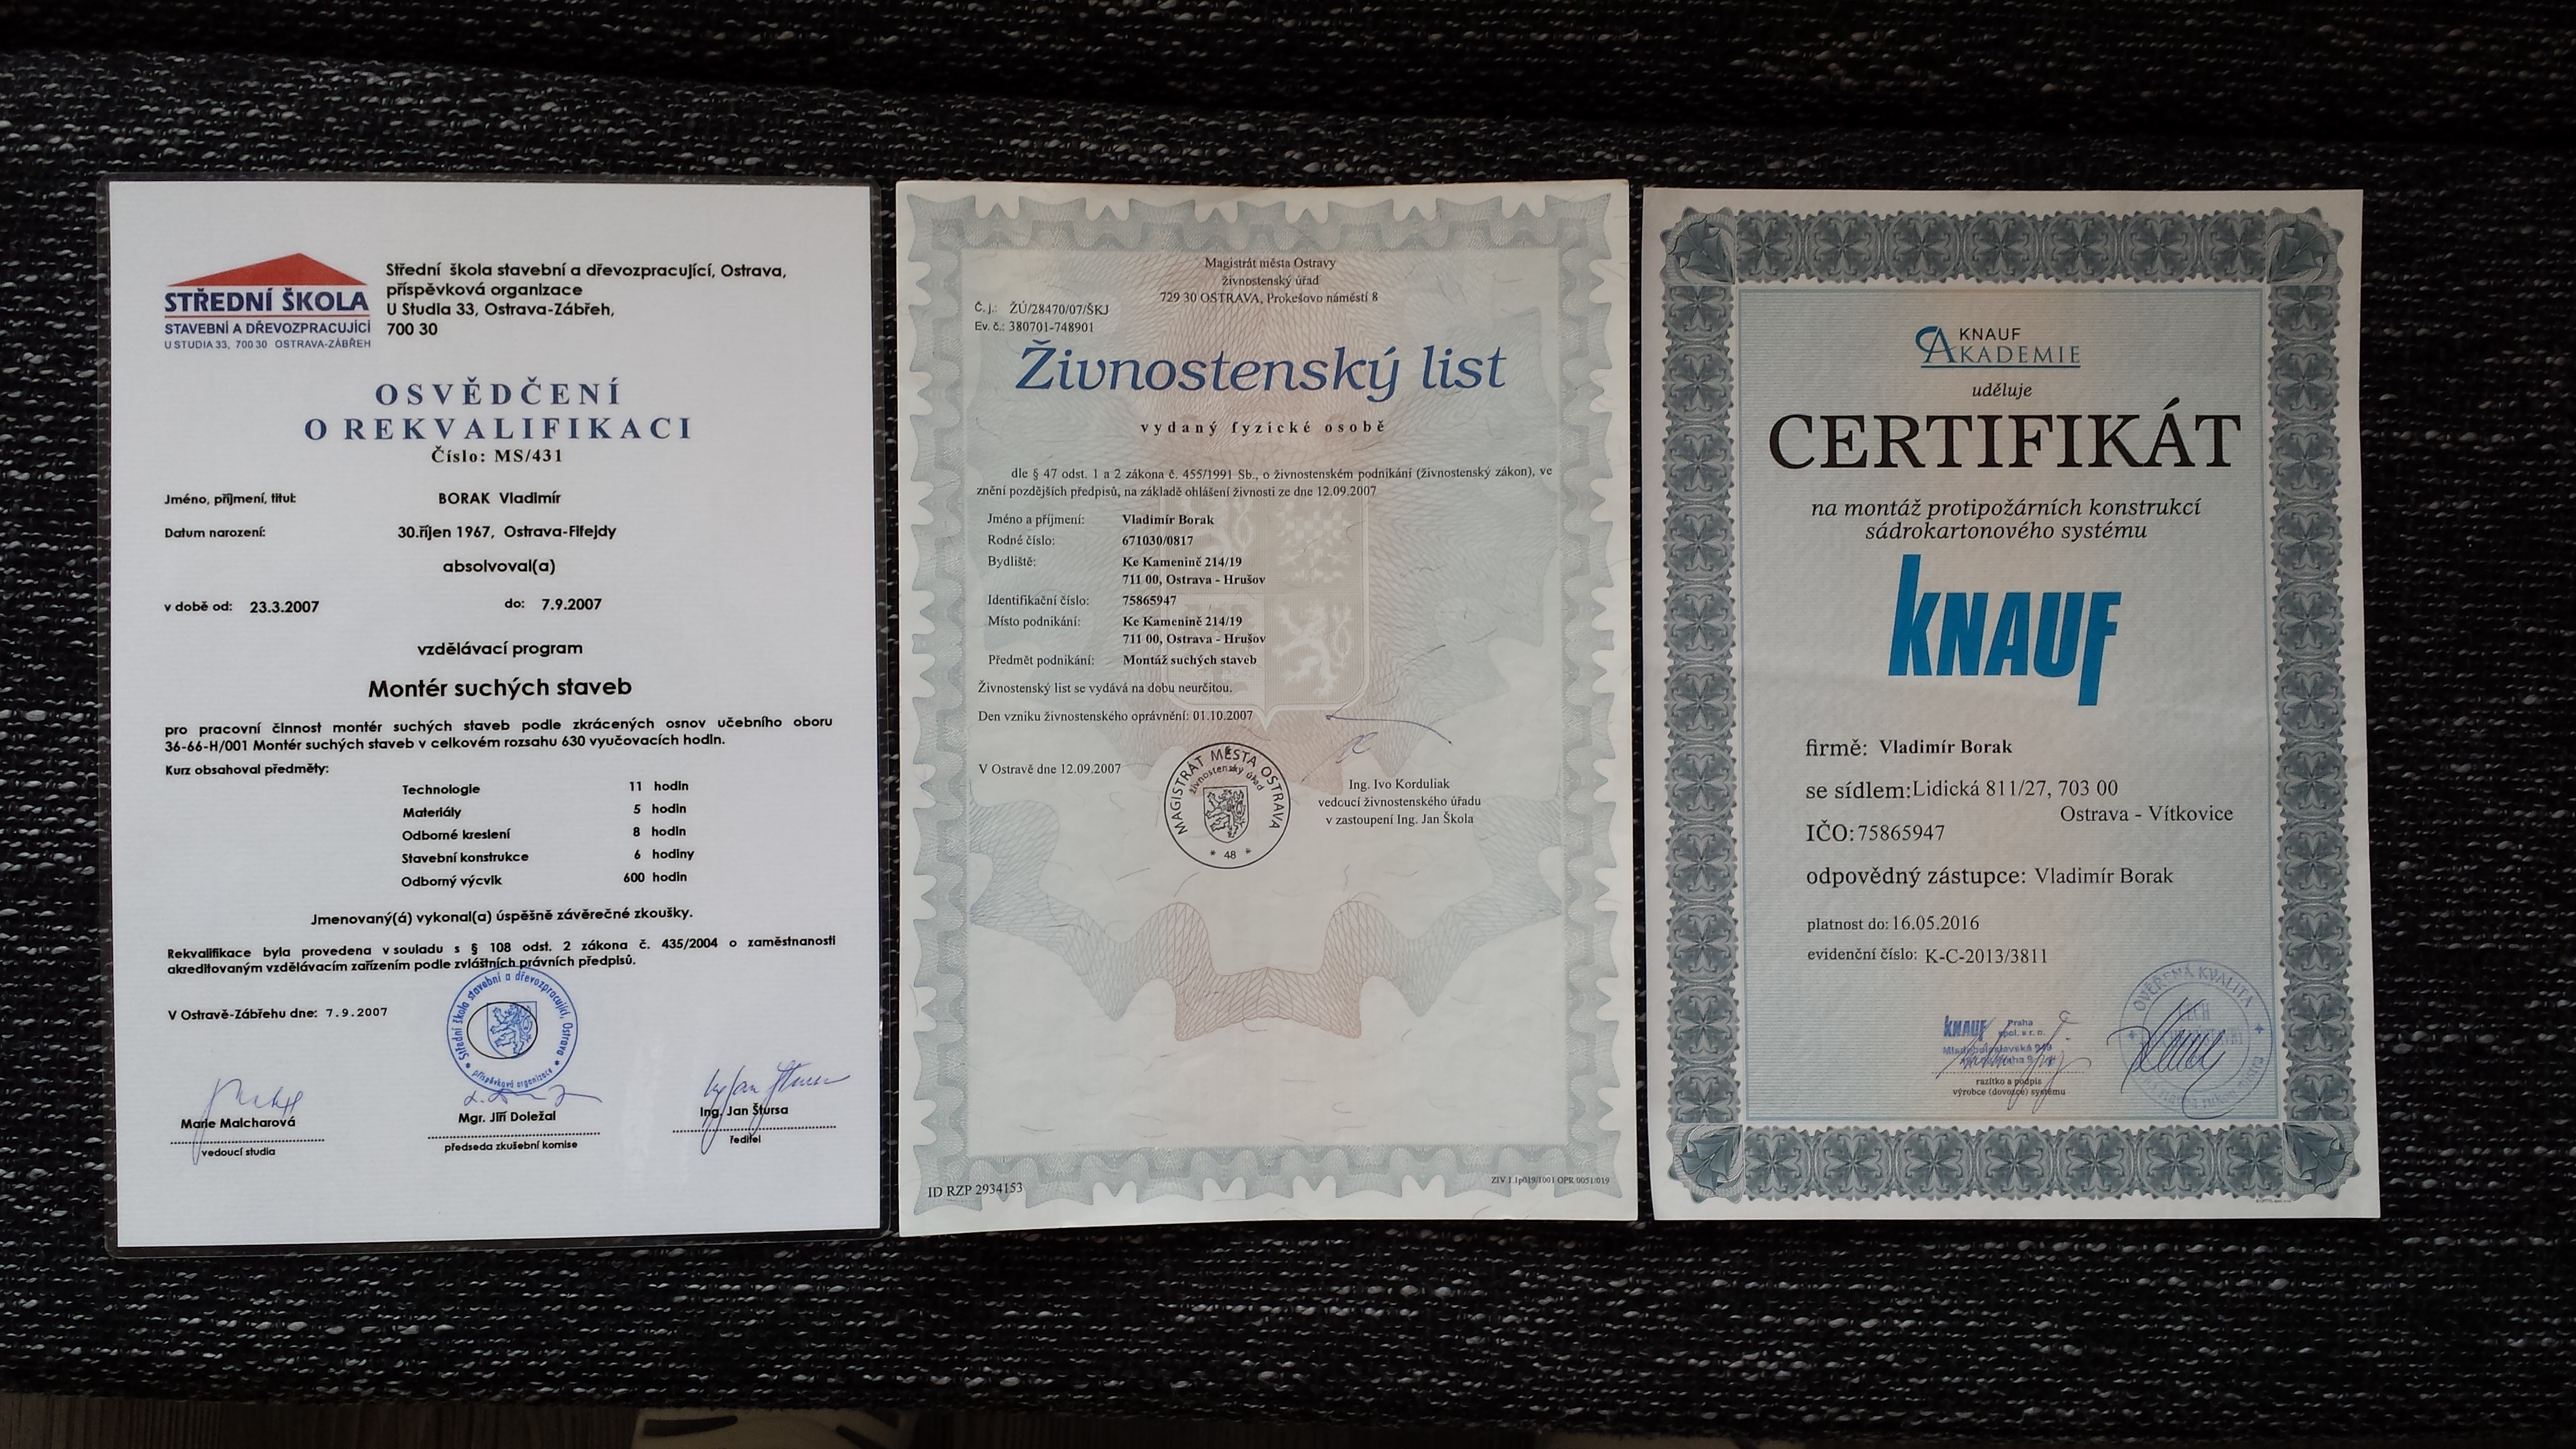 STŘEDNÍ ŠKOLA
STAVEBNÍ A DŘEVOZPRACUJÍCÍ
U STUDIA 33, 700 30 OSTRAVA-ZÁBŘEH
Střední škola stavební a dřevozpracující, Ostrava,
příspěvková organizace
U Studia 33, Ostrava-Zábřeh,
700 30
OSVĚDČENÍ
O REKVALIFIKACI
Číslo: MS/431
Jméno, příjmení, titul: BORAK Vladimír
Datum narození: 30.říjen 1967, Ostrava-Fifejdy
absolvoval(a)
v době od: 23.3.2007 do: 7.9.2007
vzdělávací program
Montér suchých staveb
pro pracovní činnost montér suchých staveb podle zkrácených osnov učebního oboru
36-66-H/001 Montér suchých staveb v celkovém rozsahu 630 vyučovacích hodin.
Kurz obsahoval předměty:
Technologie 11 hodin
Materiály 5 hodin
Odborné kreslení 8 hodin
Stavební konstrukce 6 hodiny
Odborný výcvik 600 hodin
Jmenovaný(á) vykonal(a) úspěšně závěrečné zkoušky.
Rekvalifikace byla provedena v souladu s § 108 odst. 2 zákona č. 435/2004 o zaměstnanosti
akreditovaným vzdělávacím zařízením podle zvláštních právních předpisů.
V Ostravě-Zábřehu dne: 7.9.2007
Střední škola stavební a dřevozpracující, Ostrava
příspěvková organizace
Marie Malcharová
vedoucí studia
Mgr. Jiří Doležal
předseda zkušební komise
Ing. Jan Štursa
ředitel
Magistrát města Ostravy
živnostenský úřad
729 30 OSTRAVA, Prokešovo náměstí 8
Č. j.: ŽÚ/28470/07/ŠKJ
Ev. č.: 380701-748901
Živnostenský list
vydaný fyzické osobě
dle § 47 odst. 1 a 2 zákona č. 455/1991 Sb., o živnostenském podnikání (živnostenský zákon), ve
znění pozdějších předpisů, na základě ohlášení živnosti ze dne 12.09.2007
Jméno a příjmení: Vladimír Borak
Rodné číslo: 671030/0817
Bydliště: Ke Kamenině 214/19
711 00, Ostrava - Hrušov
Identifikační číslo: 75865947
Místo podnikání: Ke Kamenině 214/19
711 00, Ostrava - Hrušov
Předmět podnikání: Montáž suchých staveb
Živnostenský list se vydává na dobu neurčitou.
Den vzniku živnostenského oprávnění: 01.10.2007
V Ostravě dne 12.09.2007
MAGISTRÁT MĚSTA OSTRAVA
živnostenský úřad
* 48 *
Ing. Ivo Korduliak
vedoucí živnostenského úřadu
v zastoupení Ing. Jan Škola
ID RZP 2934153
KNAUF
AKADEMIE
uděluje
CERTIFIKÁT
na montáž protipožárních konstrukcí
sádrokartonového systému
KNAUF
firmě: Vladimír Borak
se sídlem: Lidická 811/27, 703 00
Ostrava - Vítkovice
IČO: 75865947
odpovědný zástupce: Vladimír Borak
platnost do: 16.05.2016
evidenční číslo: K-C-2013/3811
KNAUF Praha
spol. s r. o.
Mladoboleslavská 949
OVĚŘENÁ KVALITA
razítko a podpis
výrobce (dovozce) systému